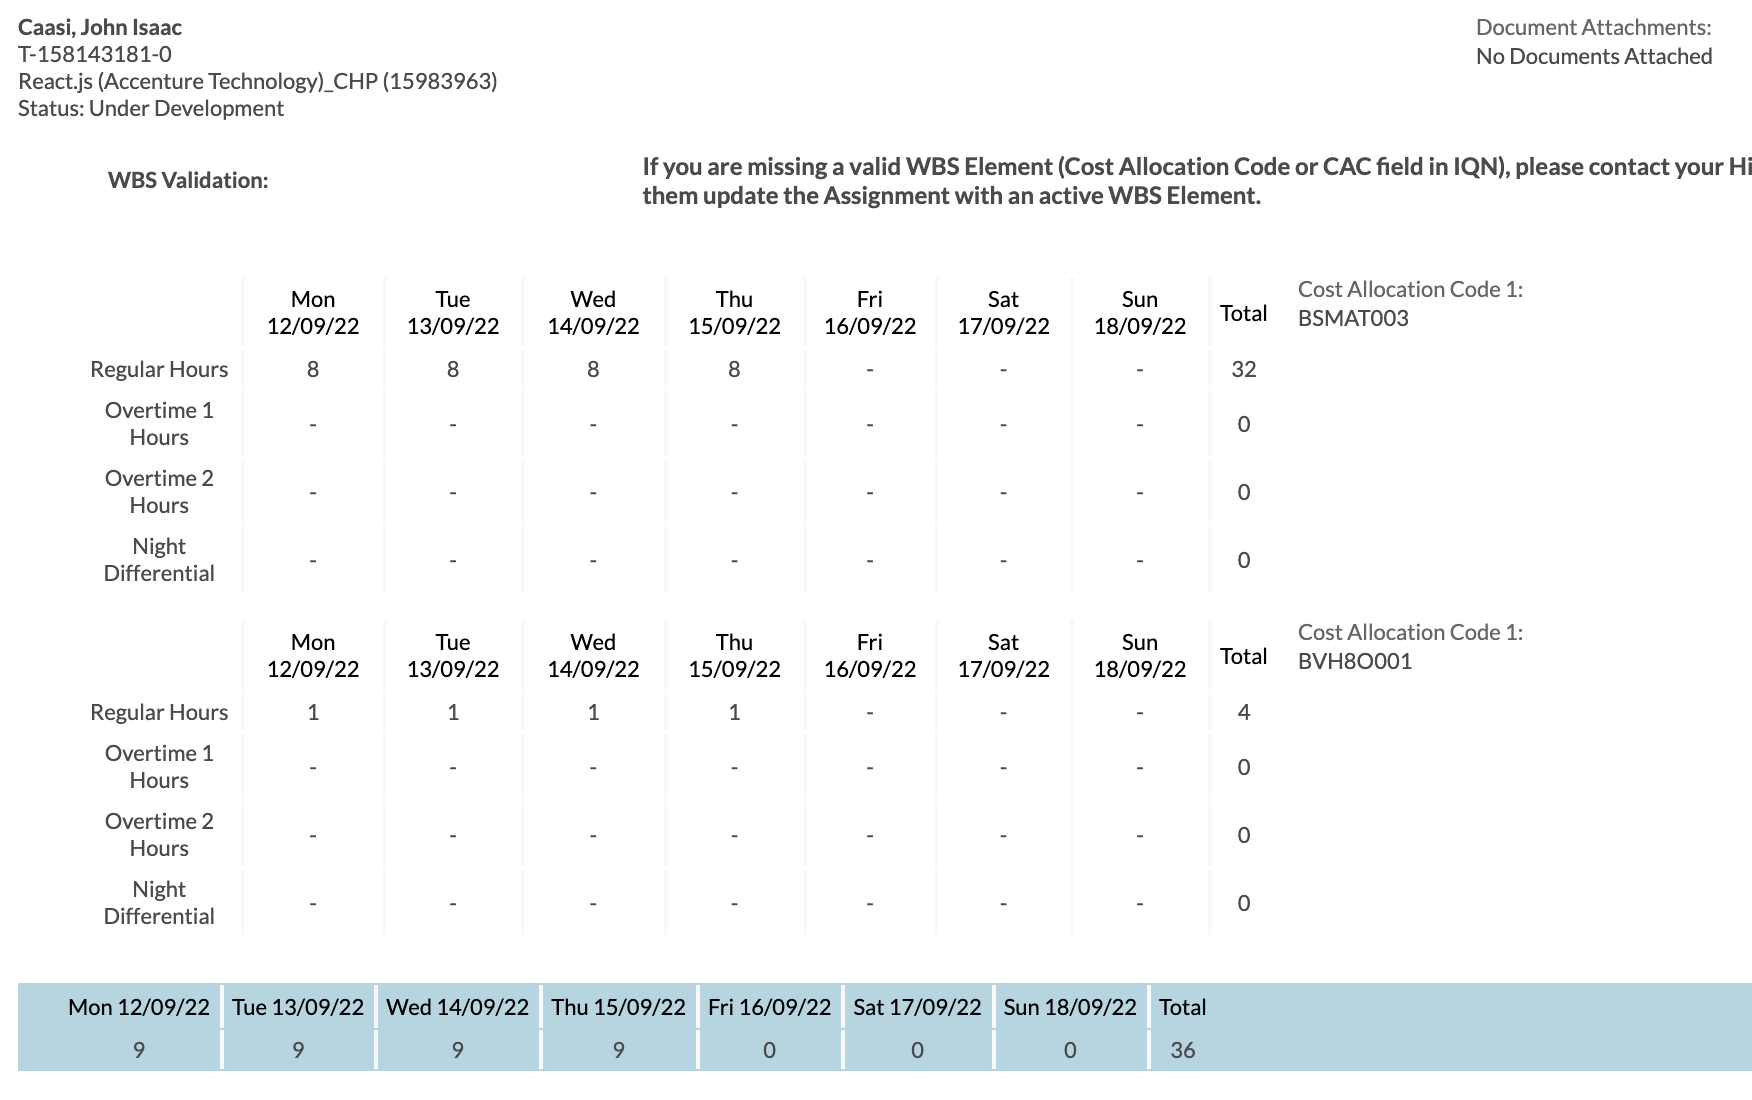 Caasi, John Isaac
T-158143181-0
React.js (Accenture Technology)_CHP (15983963)
Status: Under Development
Document Attachments:
No Documents Attached
WBS Validation:
If you are missing a valid WBS Element (Cost Allocation Code or CAC field in IQN), please contact your Hi
them update the Assignment with an active WBS Element.
Mon Tue Wed Thu Fri Sat Sun
12/09/22 13/09/22 14/09/22 15/09/22 16/09/22 17/09/22 18/09/22 Total
Cost Allocation Code 1:
BSMAT003
Regular Hours 8 8 8 8 - - - 32
Overtime 1
Hours - - - - - - - 0
Overtime 2
Hours - - - - - - - 0
Night
Differential - - - - - - - 0
Mon Tue Wed Thu Fri Sat Sun
12/09/22 13/09/22 14/09/22 15/09/22 16/09/22 17/09/22 18/09/22 Total
Cost Allocation Code 1:
BVH8O001
Regular Hours 1 1 1 1 - - - 4
Overtime 1
Hours - - - - - - - 0
Overtime 2
Hours - - - - - - - 0
Night
Differential - - - - - - - 0
Mon 12/09/22 Tue 13/09/22 Wed 14/09/22 Thu 15/09/22 Fri 16/09/22 Sat 17/09/22 Sun 18/09/22 Total
9 9 9 9 0 0 0 36